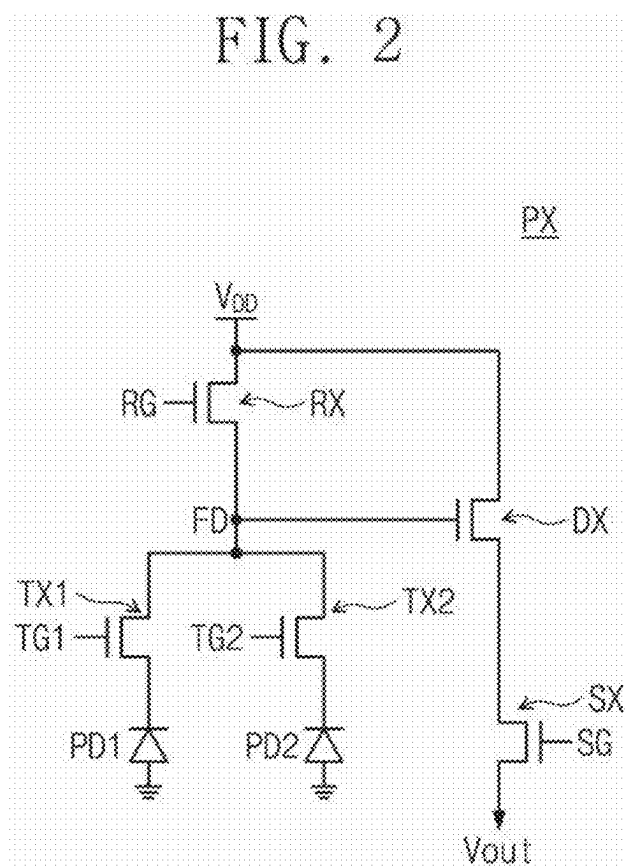 FIG. 2
PX
VDD
RG
RX
FD
DX
TX1
TX2
TG1
TG2
SX
PD1
PD2
SG
Vout